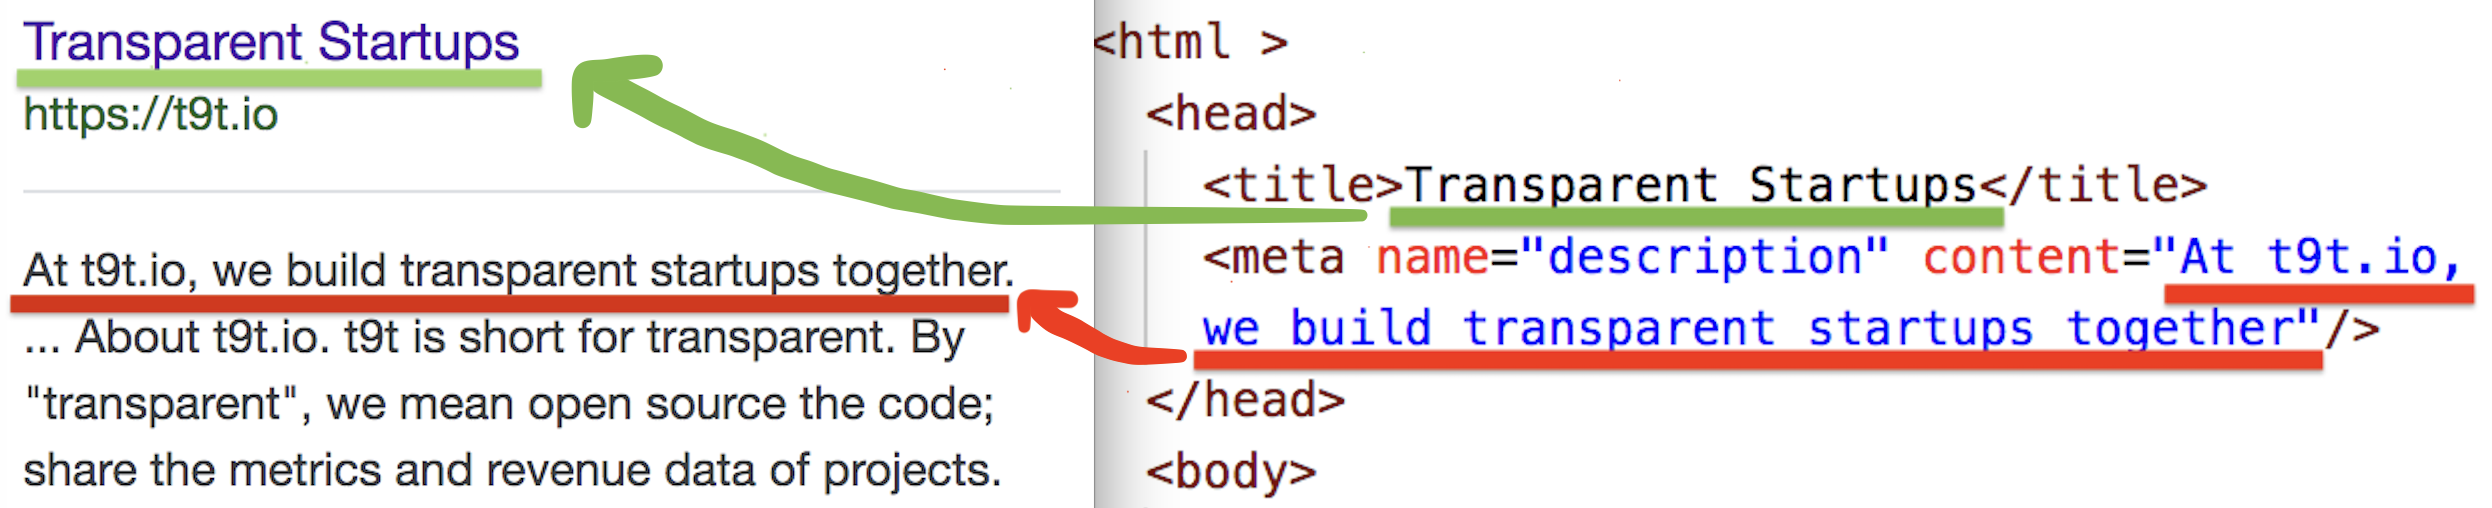 Transparent Startups
https://t9t.io
At t9t.io, we build transparent startups together.
... About t9t.io. t9t is short for transparent. By
"transparent", we mean open source the code;
share the metrics and revenue data of projects.
<html >
<head>
<title>Transparent Startups</title>
<meta name="description" content="At t9t.io,
we build transparent startups together"/>
</head>
<body>